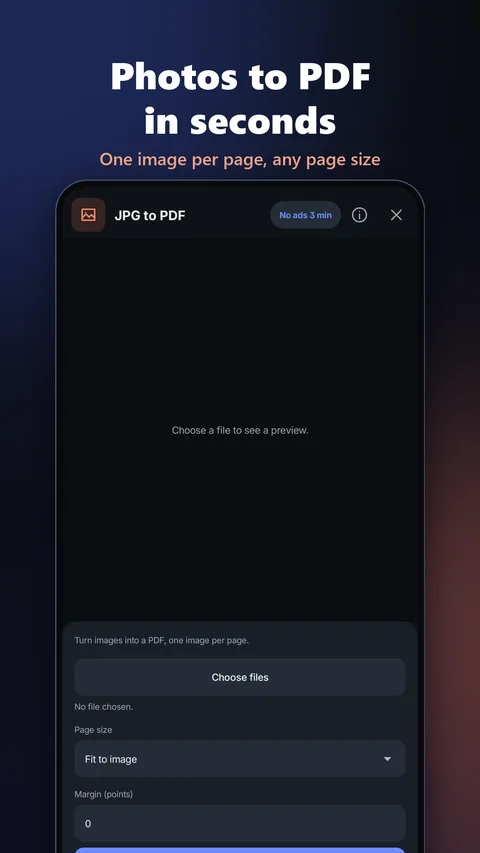 Photos to PDF
in seconds
One image per page, any page size
JPG to PDF
No ads 3 min
Choose a file to see a preview.
Turn images into a PDF, one image per page.
Choose files
No file chosen.
Page size
Fit to image
Margin (points)
0